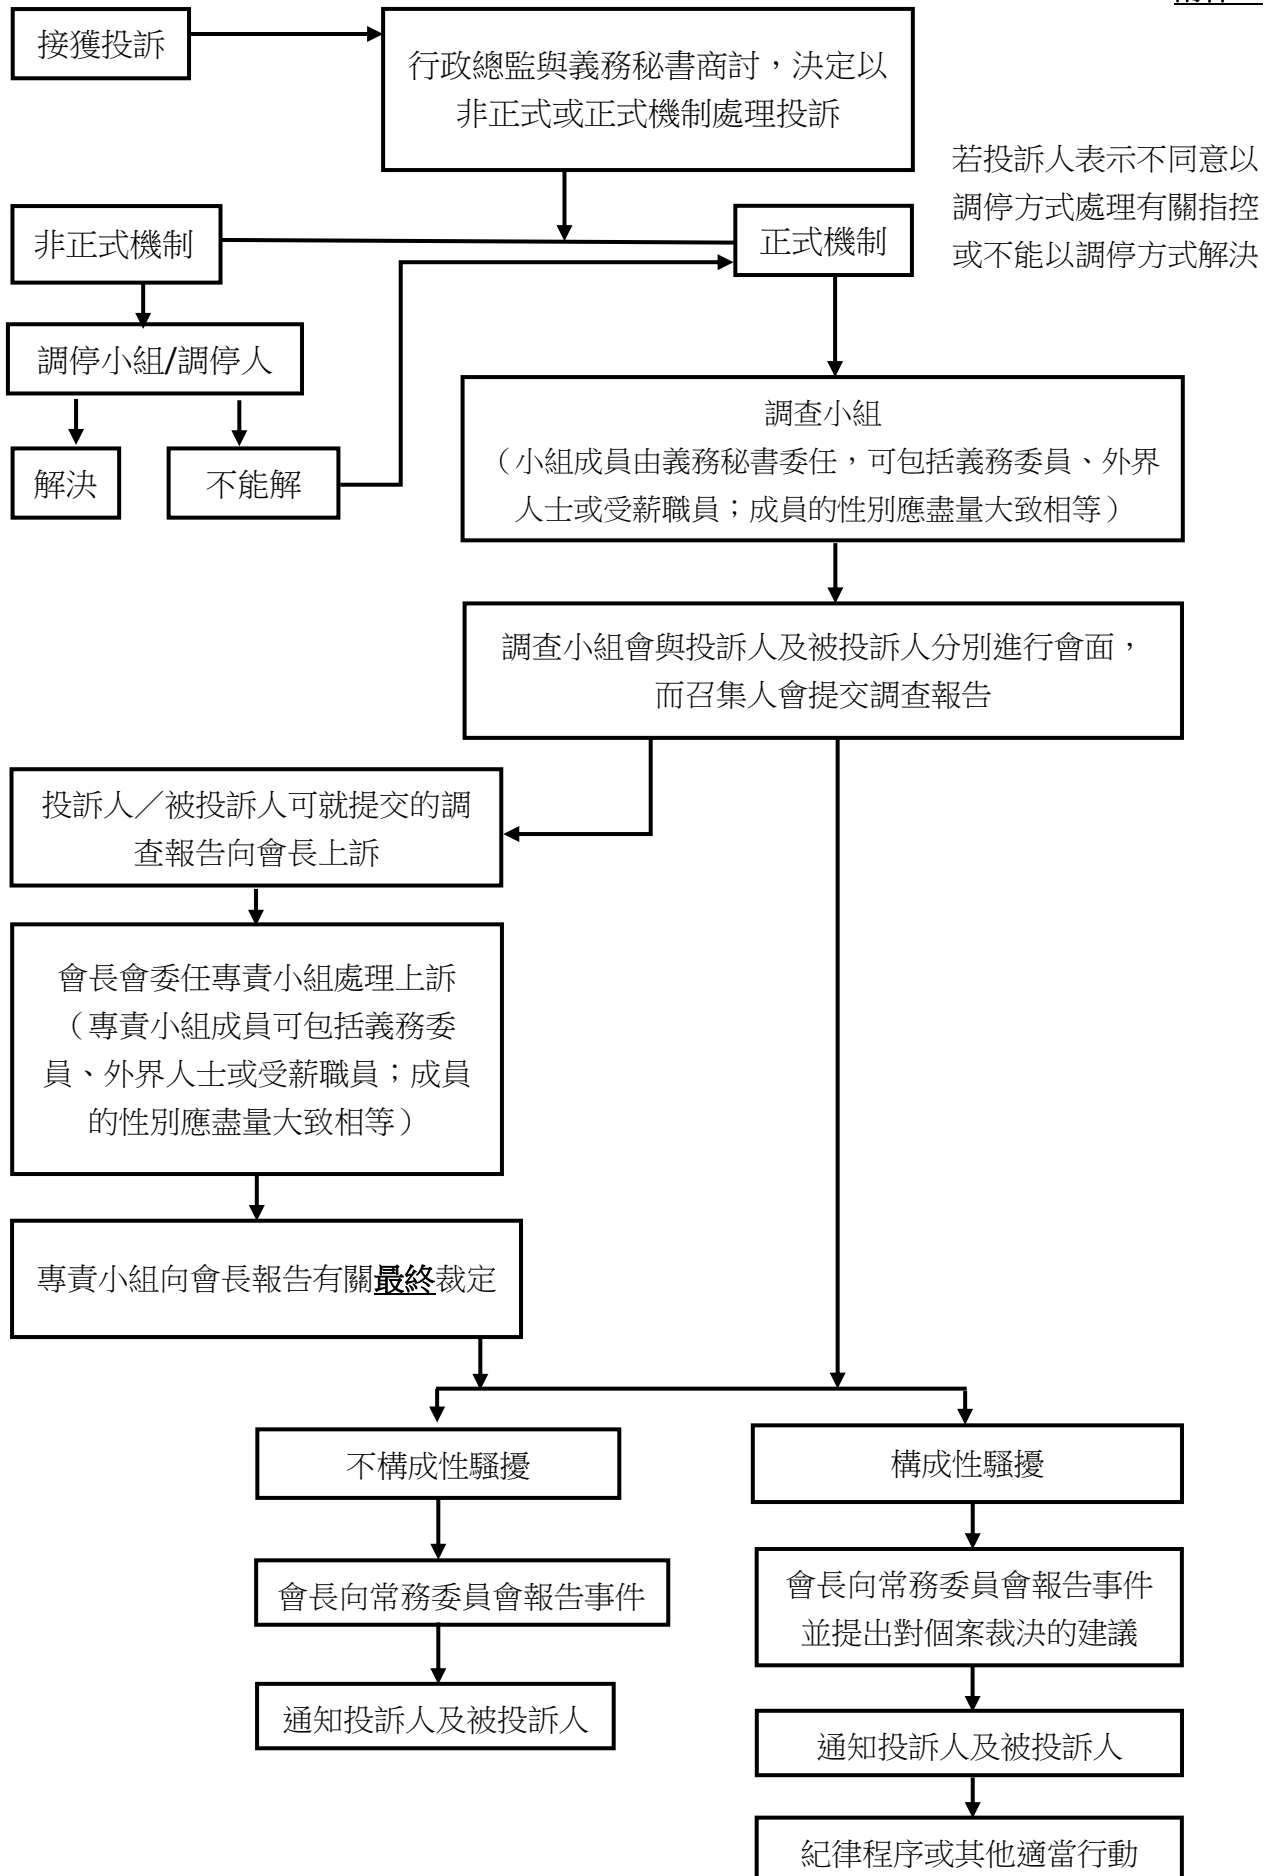 接獲投訴
行政總監與義務秘書商討，決定以
非正式或正式機制處理投訴
若投訴人表示不同意以
調停方式處理有關指控
或不能以調停方式解決
非正式機制
正式機制
調停小組/調停人
解決
不能解
調查小組
（小組成員由義務秘書委任，可包括義務委員、外界
人士或受薪職員；成員的性別應盡量大致相等）
調查小組會與投訴人及被投訴人分別進行會面，
而召集人會提交調查報告
投訴人／被投訴人可就提交的調
查報告向會長上訴
會長會委任專責小組處理上訴
（專責小組成員可包括義務委
員、外界人士或受薪職員；成員
的性別應盡量大致相等）
專責小組向會長報告有關最終裁定
不構成性騷擾
構成性騷擾
會長向常務委員會報告事件
會長向常務委員會報告事件
並提出對個案裁決的建議
通知投訴人及被投訴人
通知投訴人及被投訴人
紀律程序或其他適當行動